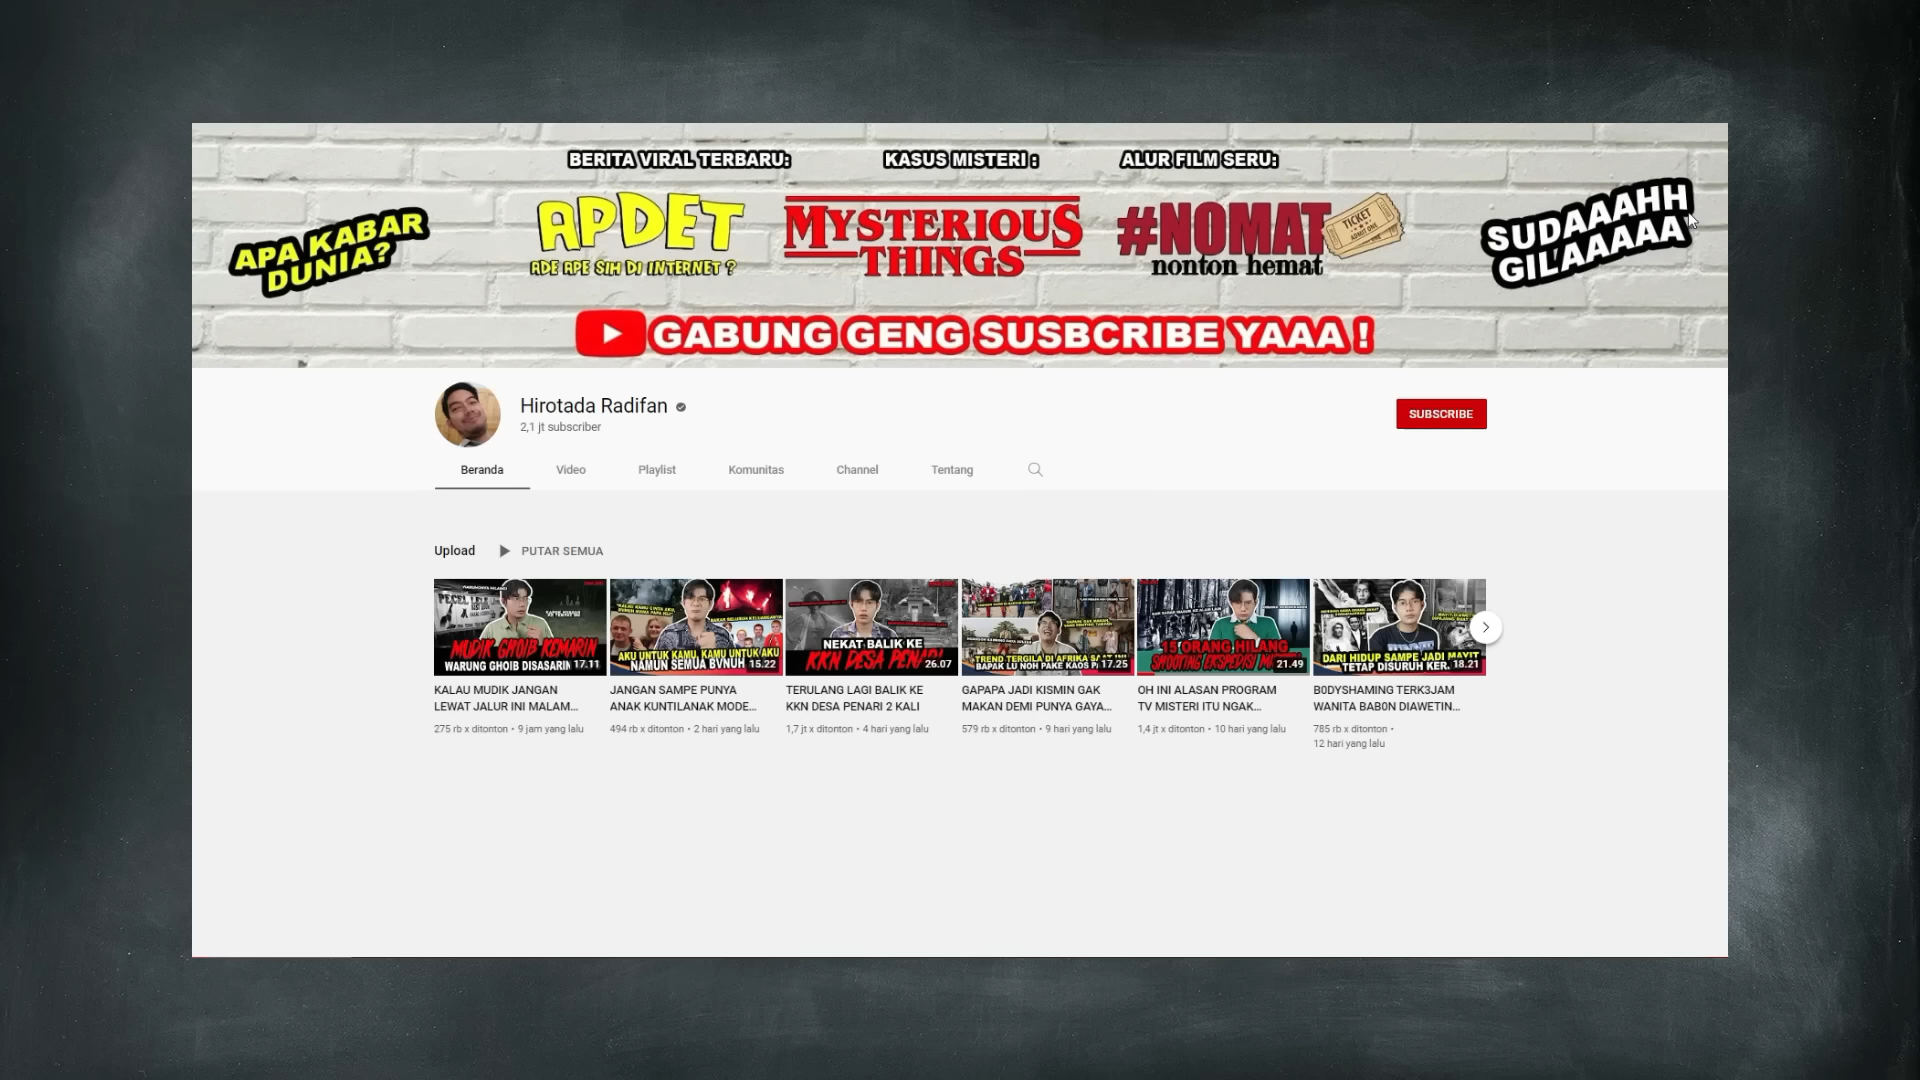 BERITA VIRAL TERBARU:
KASUS MISTERI :
ALUR FILM SERU:
APA KABAR
DUNIA?
APDET
ADE APE SIH DI INTERNET ?
MYSTERIOUS
THINGS
#NOMAT
nonton hemat
TICKET
ADMIT ONE
SUDAAAHH
GILAAAAA
GABUNG GENG SUSBCRIBE YAAA !
Hirotada Radifan
2,1 jt subscriber
SUBSCRIBE
Beranda
Video
Playlist
Komunitas
Channel
Tentang
Upload
PUTAR SEMUA
PECEL LELE
MUDIK GHOIB KEMARIN
WARUNG GHOIB DISASARIN
17.11
AKU UNTUK KAMU, KAMU UNTUK AKU
NAMUN SEMUA BVNUH
15.22
NEKAT BALIK KE
KKN DESA PENARI
26.07
TREND TERGILA DI AFRIKA SAAT INI
BAPAK LU NOH PAKE KAOS
17.25
15 ORANG HILANG
SHOOTING EKSPEDISI
21.49
DARI HIDUP SAMPE JADI MAYIT
TETAP DISURUH KER
18.21
KALAU MUDIK JANGAN
LEWAT JALUR INI MALAM...
275 rb x ditonton • 9 jam yang lalu
JANGAN SAMPE PUNYA
ANAK KUNTILANAK MODE...
494 rb x ditonton • 2 hari yang lalu
TERULANG LAGI BALIK KE
KKN DESA PENARI 2 KALI
1,7 jt x ditonton • 4 hari yang lalu
GAPAPA JADI KISMIN GAK
MAKAN DEMI PUNYA GAYA...
579 rb x ditonton • 9 hari yang lalu
OH INI ALASAN PROGRAM
TV MISTERI ITU NGAK...
1,4 jt x ditonton • 10 hari yang lalu
B0DYSHAMING TERK3JAM
WANITA BAB0N DIAWETIN...
785 rb x ditonton •
12 hari yang lalu